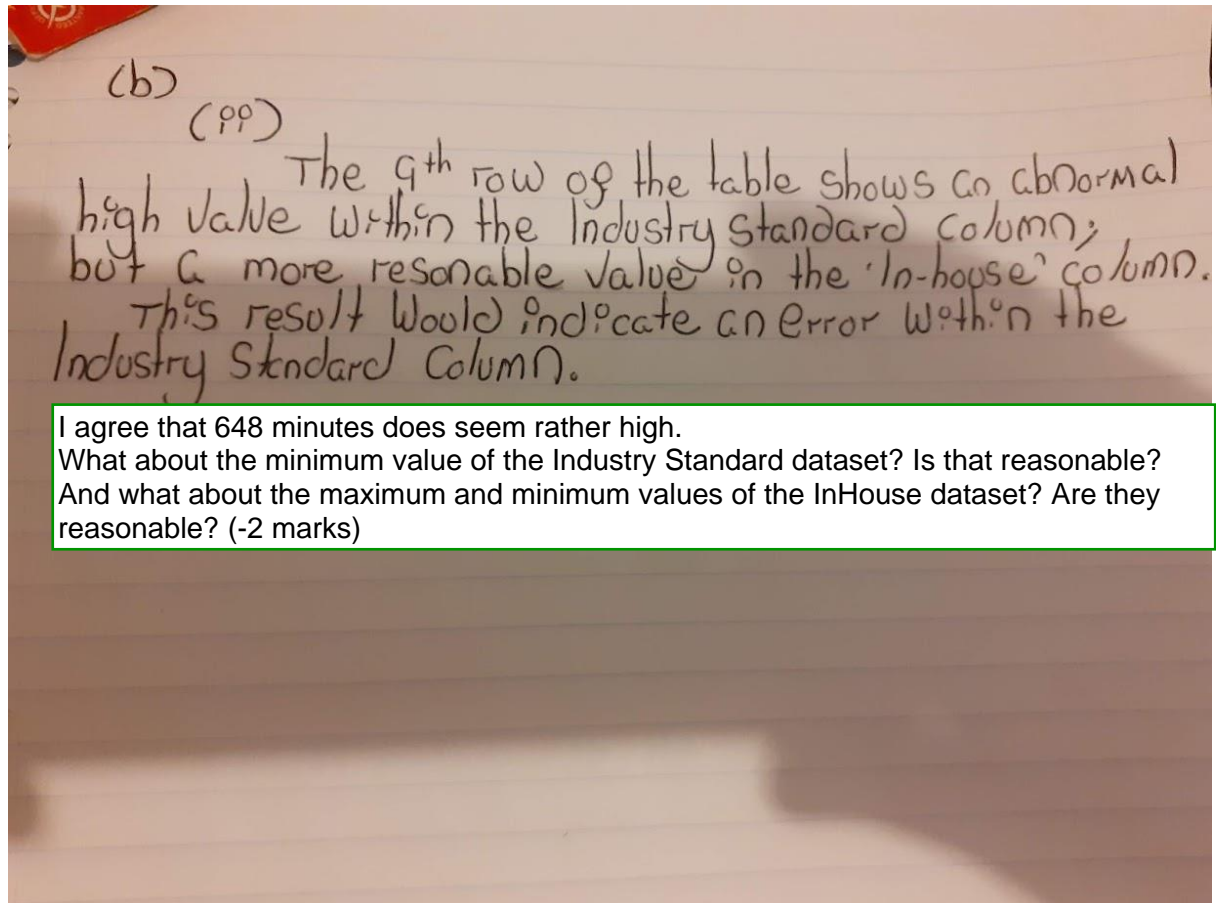 (b)
(ii)
The 9th row of the table shows an abnormal
high value within the Industry Standard column;
but a more resonable value in the 'In-house' column.
This result would indicate an error within the
Industry Standard Column.
I agree that 648 minutes does seem rather high.
What about the minimum value of the Industry Standard dataset? Is that reasonable?
And what about the maximum and minimum values of the InHouse dataset? Are they
reasonable? (-2 marks)